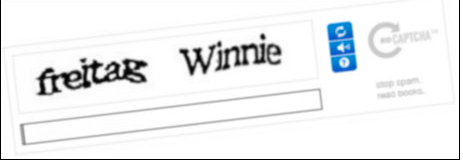 freitag Winnie
CAPTCHA
stop spam.
read books.